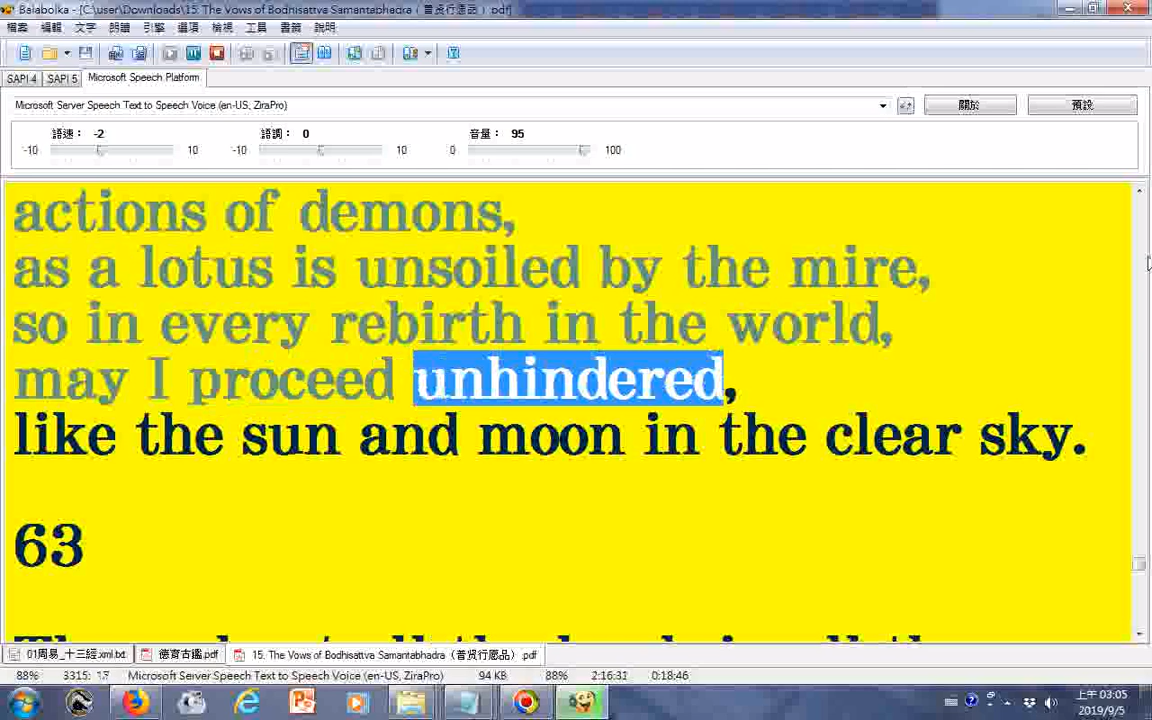 Balabolka - [C:\user\Downloads\15. The Vows of Bodhisattva Samantabhadra (普賢行愿品).pdf]
檔案 編輯 文字 朗讀 引擎 選項 檢視 工具 書籤 說明
SAPI 4 SAPI 5 Microsoft Speech Platform
Microsoft Server Speech Text to Speech Voice (en-US, ZiraPro) 關於 預設
語速： -2 語調： 0 音量： 95
-10 10 -10 10 0 100
actions of demons,
as a lotus is unsoiled by the mire,
so in every rebirth in the world,
may I proceed unhindered,
like the sun and moon in the clear sky.
63
01周易_十三經.xml.txt 德育古鑑.pdf 15. The Vows of Bodhisattva Samantabhadra (普賢行愿品) .pdf
88% Microsoft Server Speech Text to Speech Voice (en-US, ZiraPro) 94 KB 88% 2:16:31 0:18:46
上午 03:05
2019/9/5